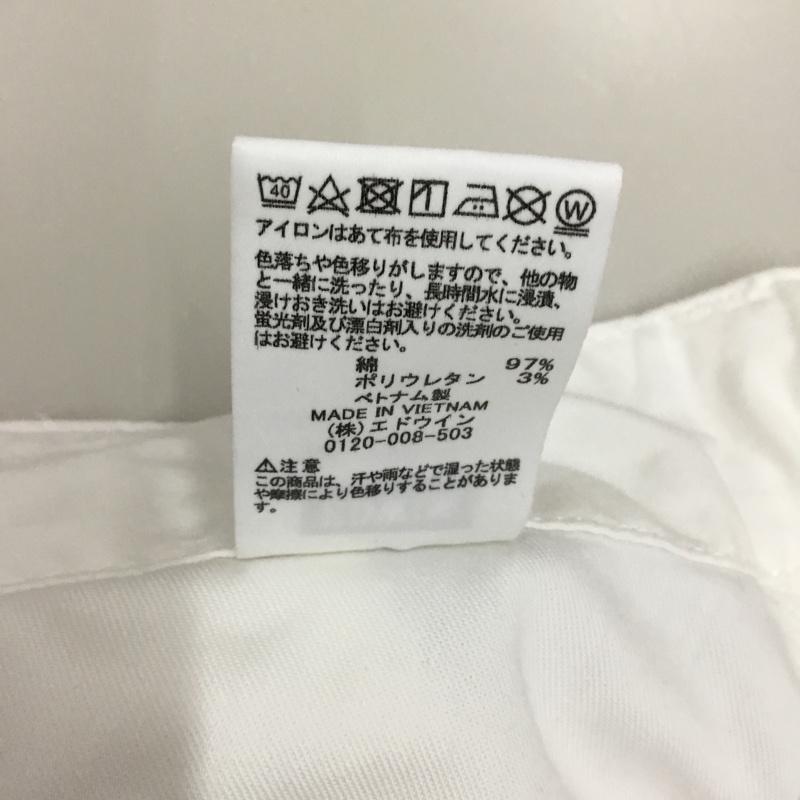 40
W
アイロンはあて布を使用してください。
色落ちや色移りがしますので、他の物
と一緒に洗ったり、長時間水に浸漬、
浸けおき洗いはお避けください。
蛍光剤及び漂白剤入りの洗剤のご使用
はお避けください。
綿 97%
ポリウレタン 3%
ベトナム製
MADE IN VIETNAM
(株)エドウイン
0120-008-503
⚠注意
この商品は、汗や雨などで湿った状態
や摩擦により色移りすることがありま
す。